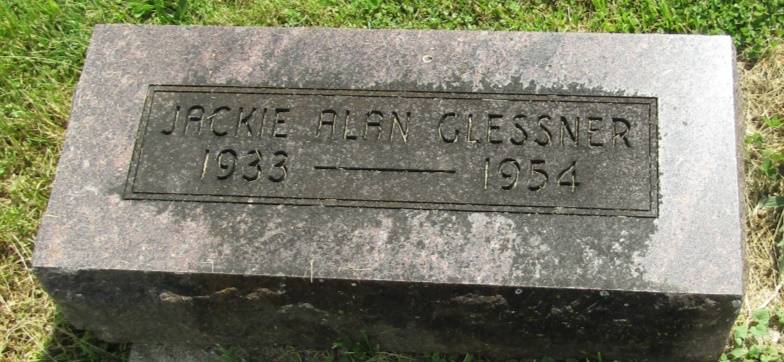 JACKIE ALAN GLESSNER
1933 — 1954